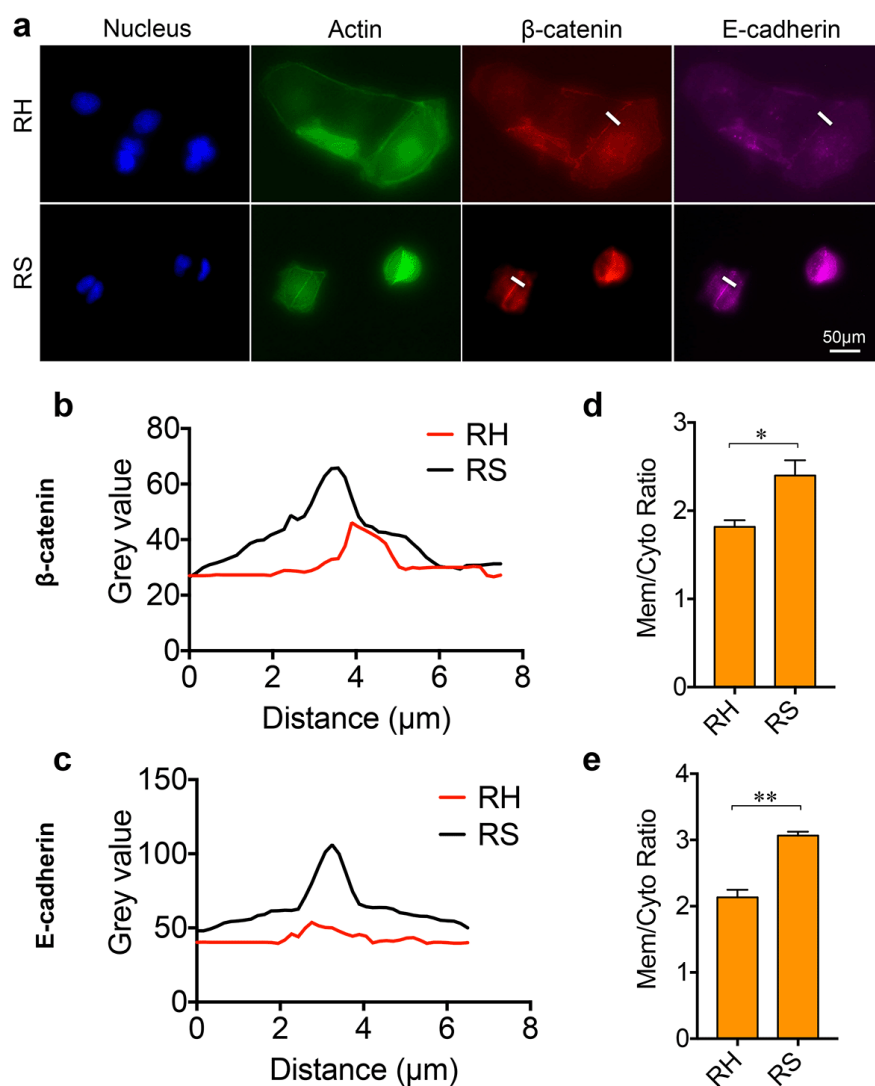 a
Nucleus Actin β-catenin E-cadherin
RH
RS
50μm
b
β-catenin
Grey value
80
60
40
20
0
0 2 4 6 8
Distance (μm)
RH
RS
d
Mem/Cyto Ratio
3
2
1
0
*
RH RS
c
E-cadherin
Grey value
150
100
50
0
0 2 4 6 8
Distance (μm)
RH
RS
e
Mem/Cyto Ratio
4
3
2
1
0
**
RH RS